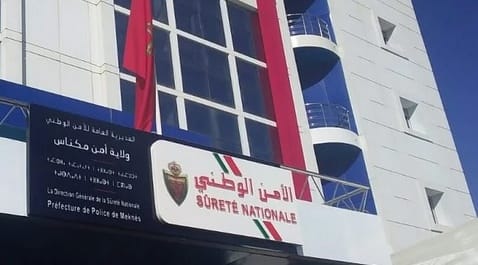 المديرية العامة للأمن الوطني
ولاية أمن مكناس
La Direction Générale de la Sûreté Nationale
Préfecture de Police de Meknès
الأمن الوطني
SÛRETÉ NATIONALE